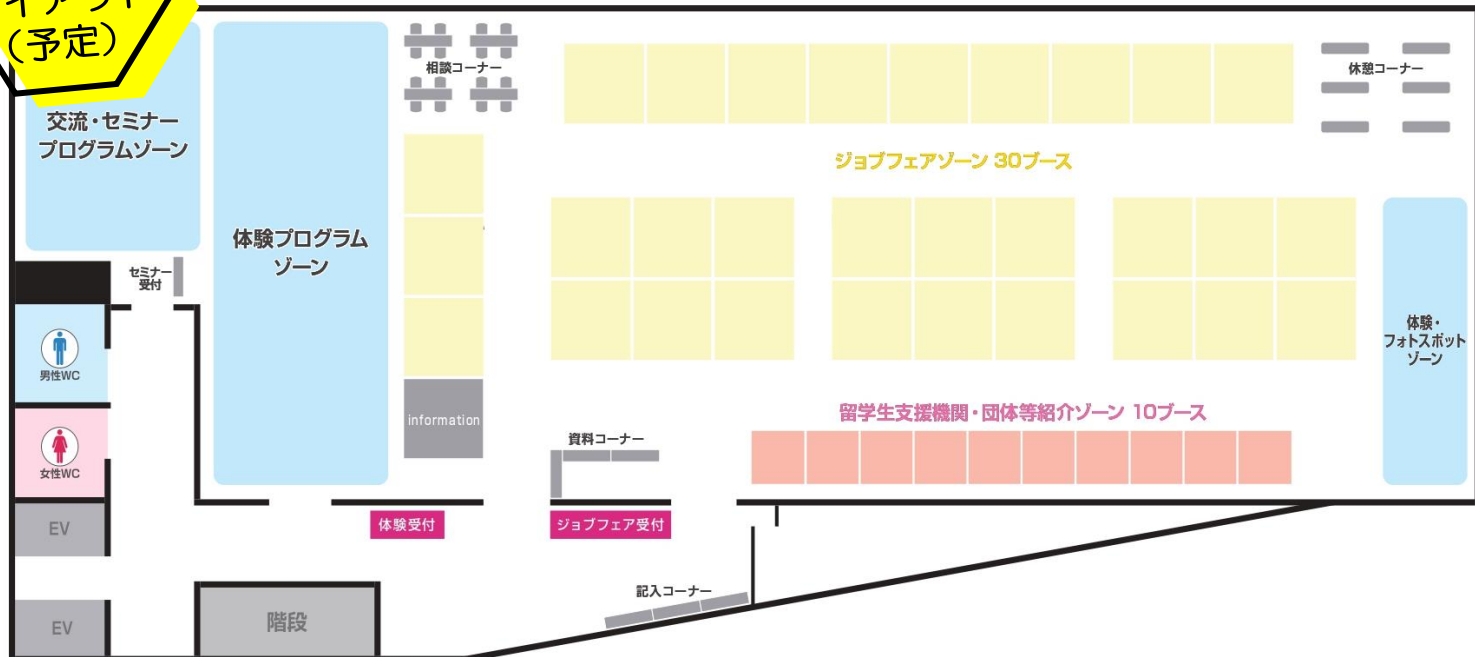 (予定)
交流・セミナー
プログラムゾーン
体験プログラム
ゾーン
相談コーナー
休憩コーナー
ジョブフェアゾーン 30ブース
セミナー
受付
男性WC
女性WC
EV
EV
階段
information
資料コーナー
留学生支援機関・団体等紹介ゾーン 10ブース
体験・
フォトスポット
ゾーン
体験受付
ジョブフェア受付
記入コーナー